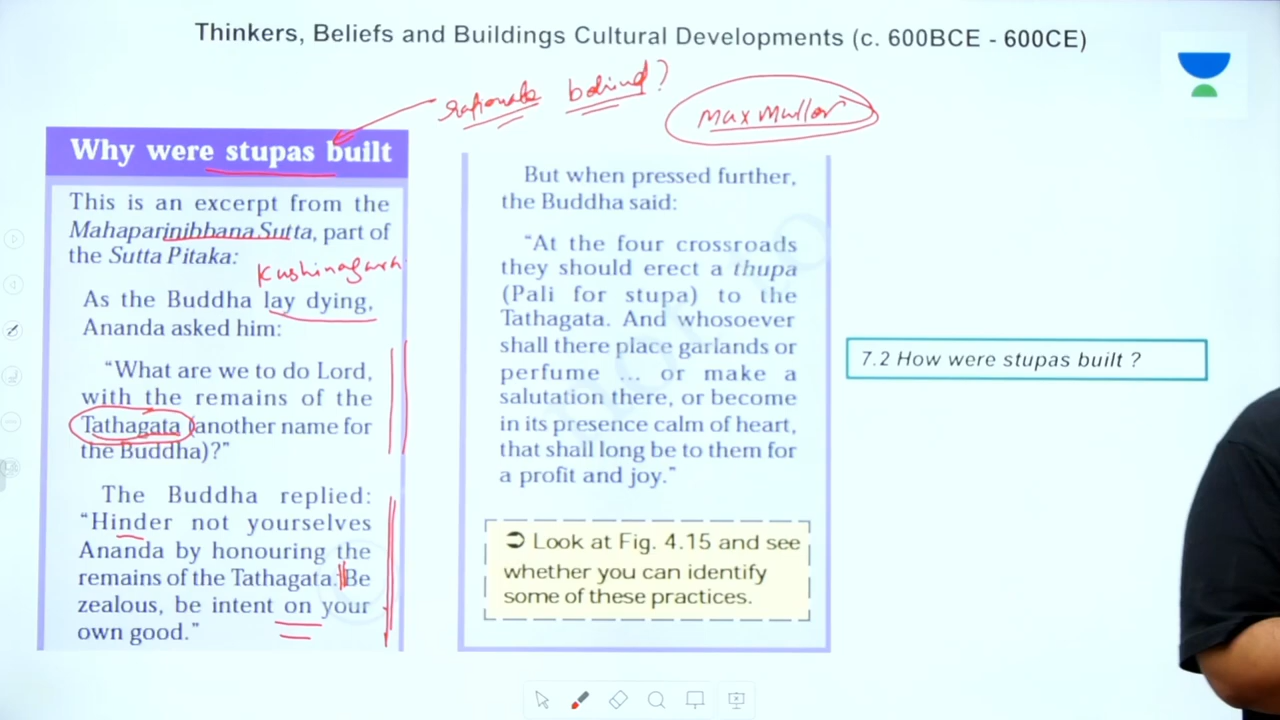 Thinkers, Beliefs and Buildings Cultural Developments (c. 600BCE - 600CE)
rationale behind?
Max Muller
Why were stupas built
This is an excerpt from the
Mahaparinibbana Sutta, part of
the Sutta Pitaka:
Kushinagara
As the Buddha lay dying,
Ananda asked him:
“What are we to do Lord,
with the remains of the
Tathagata (another name for
the Buddha)?”
The Buddha replied:
“Hinder not yourselves
Ananda by honouring the
remains of the Tathagata. Be
zealous, be intent on your
own good.”
But when pressed further,
the Buddha said:
“At the four crossroads
they should erect a thupa
(Pali for stupa) to the
Tathagata. And whosoever
shall there place garlands or
perfume ... or make a
salutation there, or become
in its presence calm of heart,
that shall long be to them for
a profit and joy.”
➲ Look at Fig. 4.15 and see
whether you can identify
some of these practices.
7.2 How were stupas built ?